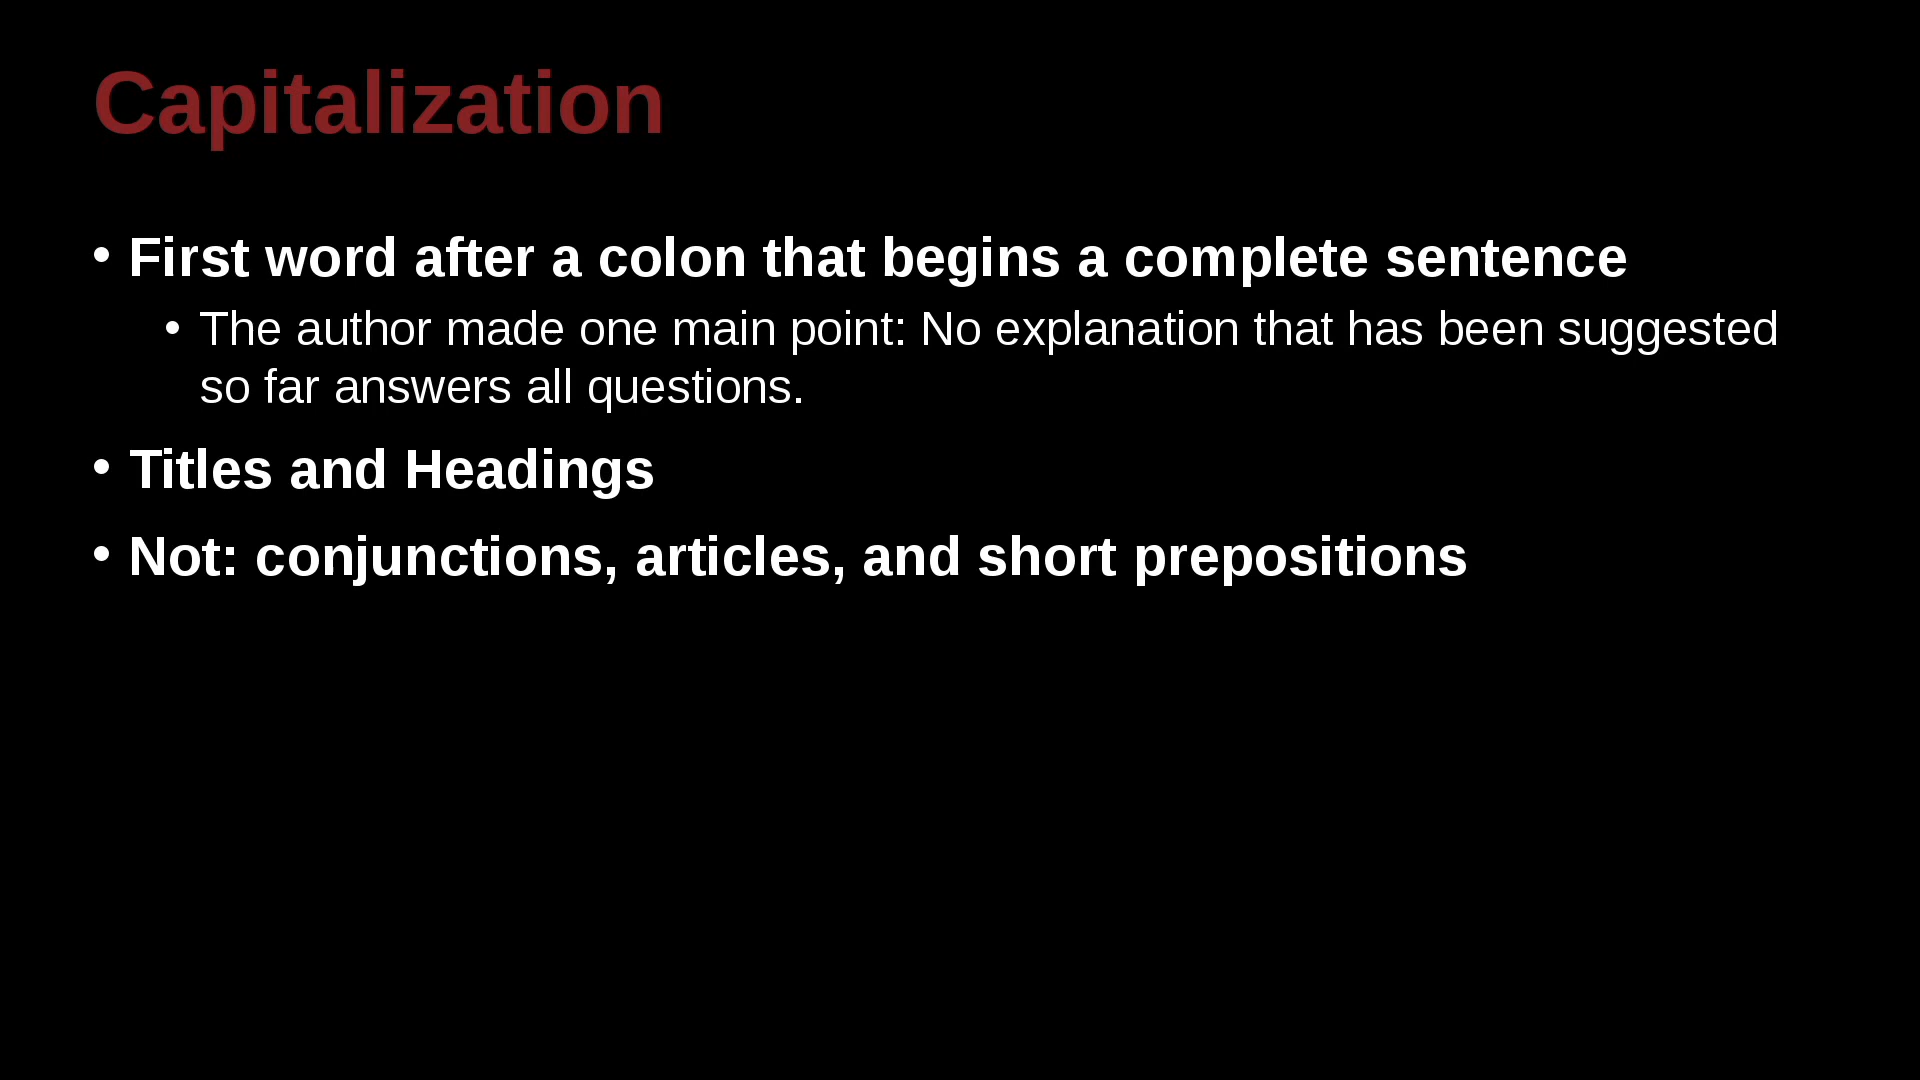 Capitalization
• First word after a colon that begins a complete sentence
• The author made one main point: No explanation that has been suggested
so far answers all questions.
• Titles and Headings
• Not: conjunctions, articles, and short prepositions